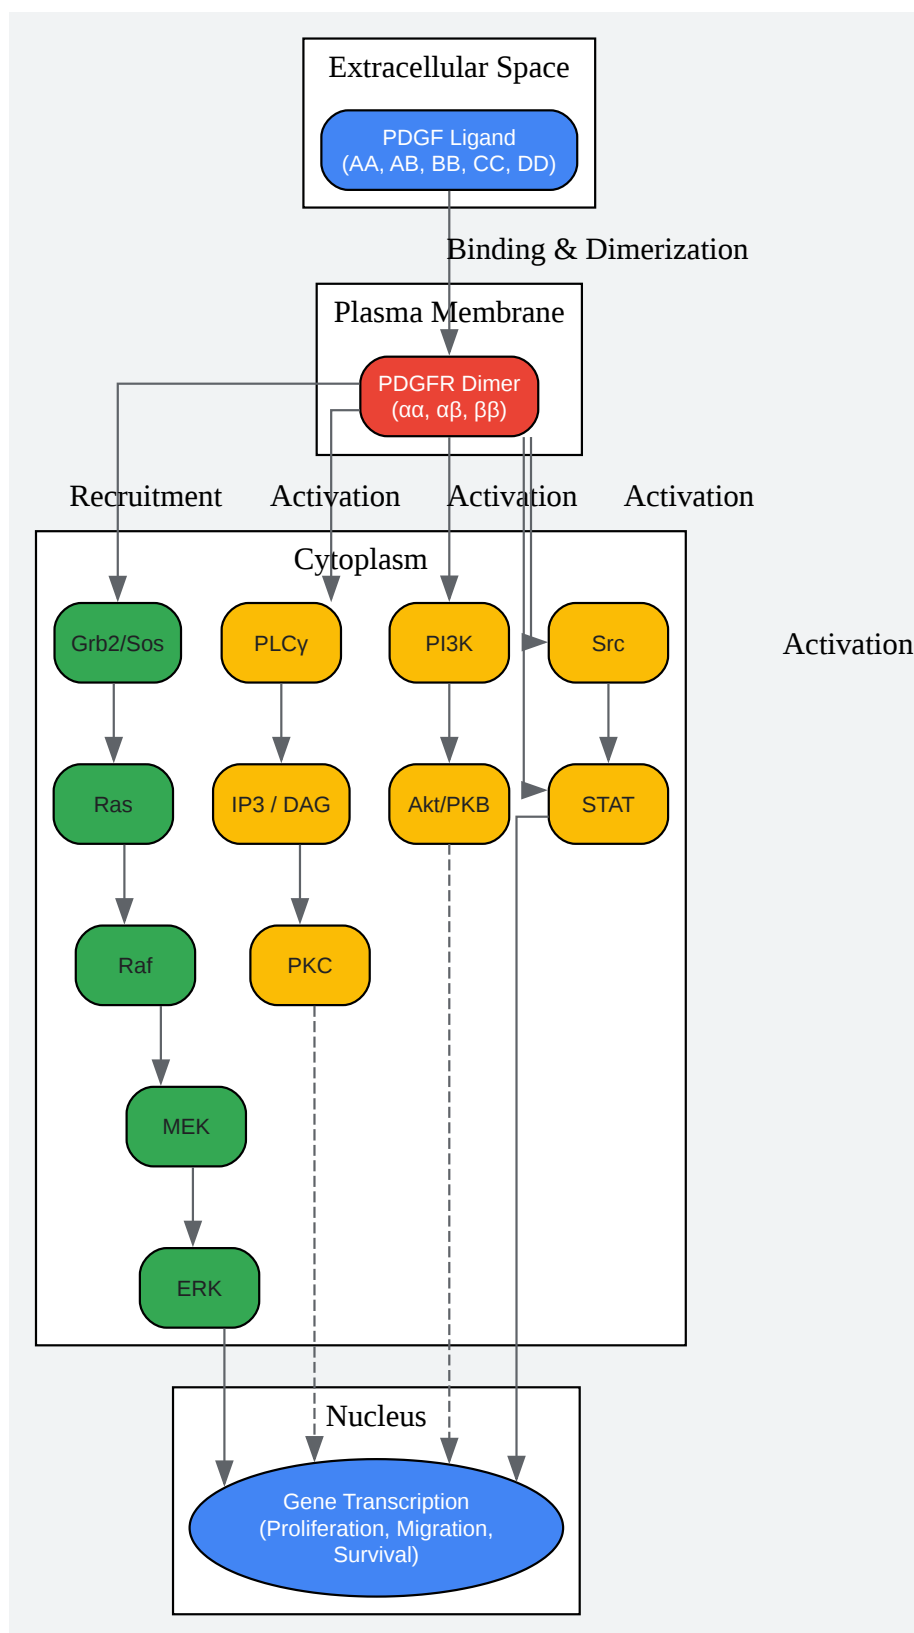 Extracellular Space
PDGF Ligand
(AA, AB, BB, CC, DD)
Binding & Dimerization
Plasma Membrane
PDGFR Dimer
(αα, αβ, ββ)
Recruitment
Activation
Activation
Activation
Cytoplasm
Grb2/Sos
PLCγ
PI3K
Src
Activation
Ras
IP3 / DAG
Akt/PKB
STAT
Raf
PKC
MEK
ERK
Nucleus
Gene Transcription
(Proliferation, Migration,
Survival)